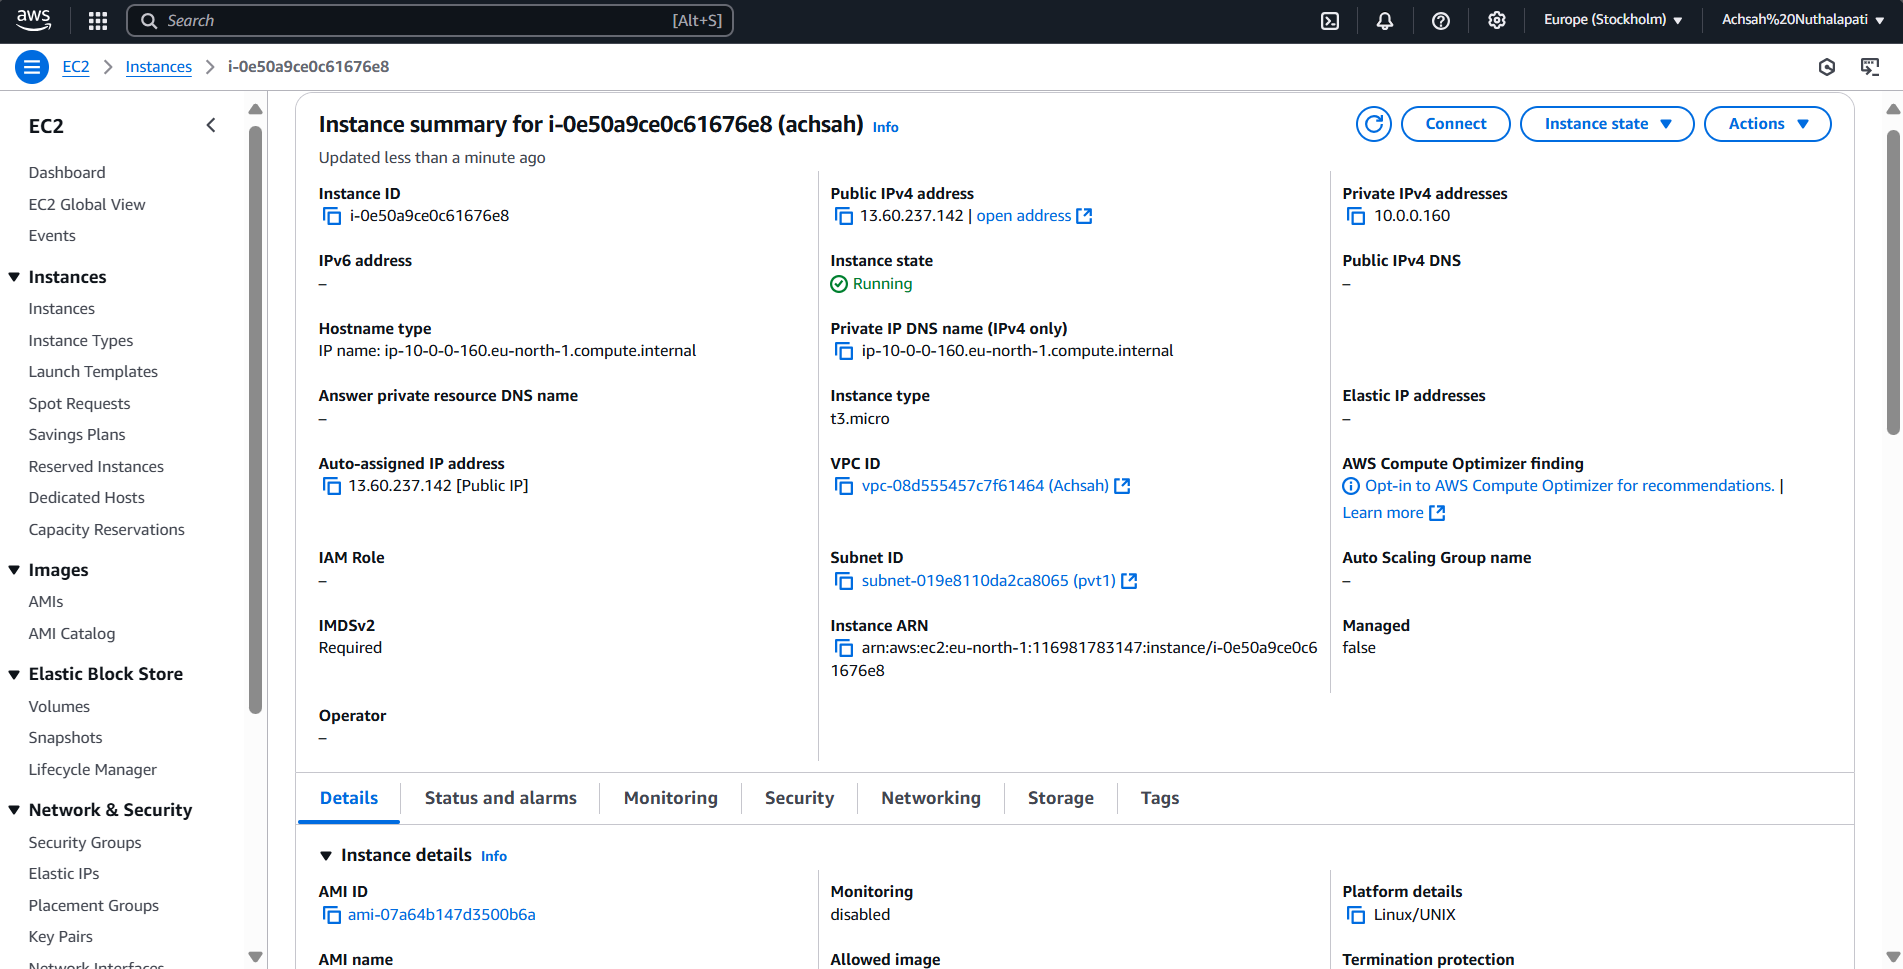 aws
Search [Alt+S]
Europe (Stockholm)
Achsah%20Nuthalapati
EC2
Instances
i-0e50a9ce0c61676e8
EC2
Dashboard
EC2 Global View
Events
Instances
Instances
Instance Types
Launch Templates
Spot Requests
Savings Plans
Reserved Instances
Dedicated Hosts
Capacity Reservations
Images
AMIs
AMI Catalog
Elastic Block Store
Volumes
Snapshots
Lifecycle Manager
Network & Security
Security Groups
Elastic IPs
Placement Groups
Key Pairs
Network Interfaces
Instance summary for i-0e50a9ce0c61676e8 (achsah) Info
Updated less than a minute ago
Connect
Instance state
Actions
Instance ID
i-0e50a9ce0c61676e8
Public IPv4 address
13.60.237.142 | open address
Private IPv4 addresses
10.0.0.160
IPv6 address
–
Instance state
Running
Public IPv4 DNS
–
Hostname type
IP name: ip-10-0-0-160.eu-north-1.compute.internal
Private IP DNS name (IPv4 only)
ip-10-0-0-160.eu-north-1.compute.internal
Answer private resource DNS name
–
Instance type
t3.micro
Elastic IP addresses
–
Auto-assigned IP address
13.60.237.142 [Public IP]
VPC ID
vpc-08d555457c7f61464 (Achsah)
AWS Compute Optimizer finding
Opt-in to AWS Compute Optimizer for recommendations. |
Learn more
IAM Role
–
Subnet ID
subnet-019e8110da2ca8065 (pvt1)
Auto Scaling Group name
–
IMDSv2
Required
Instance ARN
arn:aws:ec2:eu-north-1:116981783147:instance/i-0e50a9ce0c6
1676e8
Managed
false
Operator
–
Details
Status and alarms
Monitoring
Security
Networking
Storage
Tags
Instance details Info
AMI ID
ami-07a64b147d3500b6a
Monitoring
disabled
Platform details
Linux/UNIX
AMI name
Allowed image
Termination protection